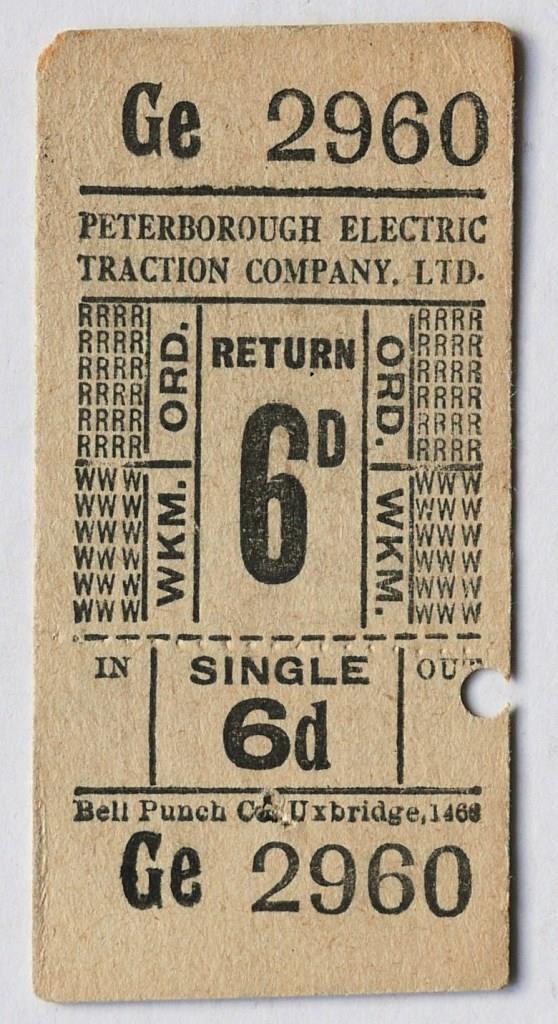 Ge 2960
PETERBOROUGH ELECTRIC
TRACTION COMPANY. LTD.
RRRR ORD. RETURN ORD. RRRR
RRRR RRRR
RRRR RRRR
RRRR RRRR
RRRR RRRR
RRRR RRRR
WWW WKM. 6D WKM. WWW
WWW WWW
WWW WWW
WWW WWW
WWW WWW
WWW WWW
IN SINGLE OUT
6d
Bell Punch Co. Uxbridge,
Ge 2960